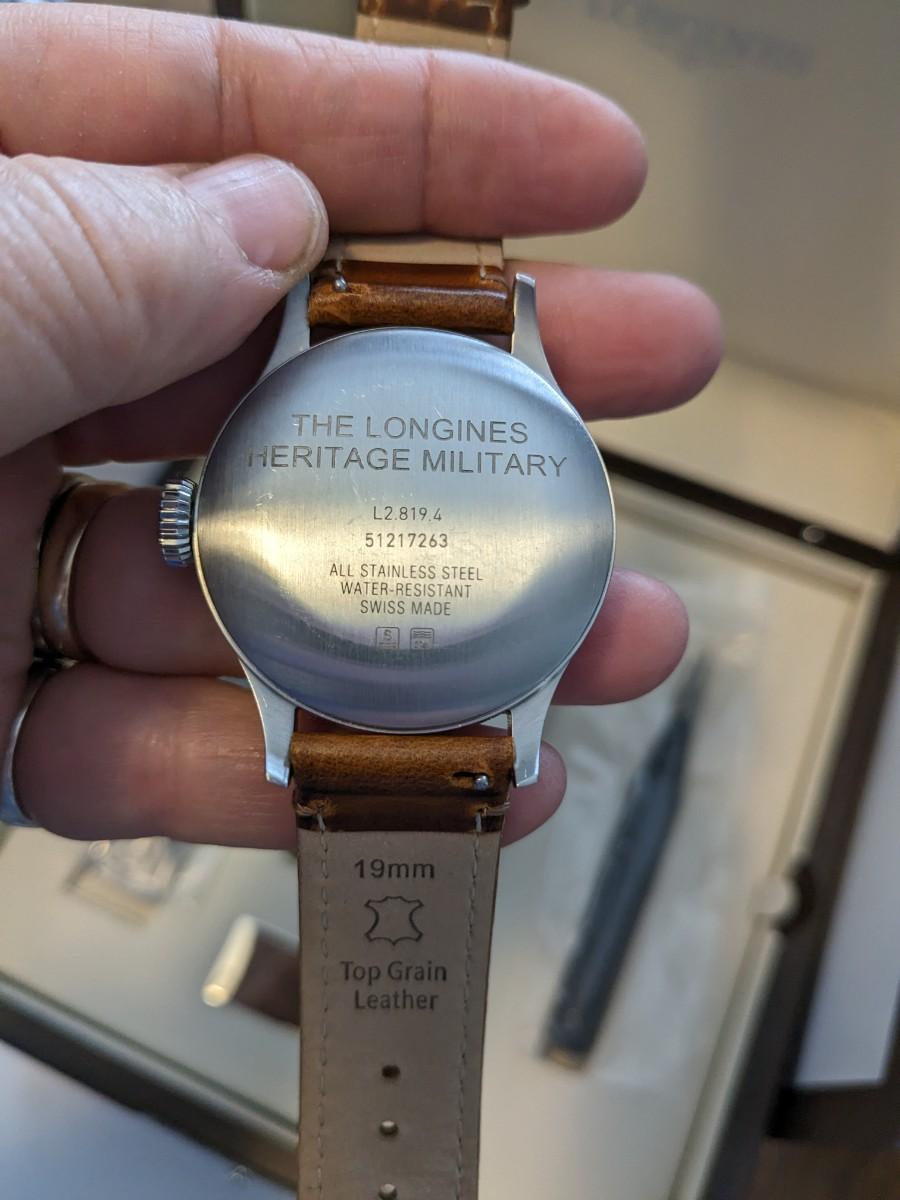 THE LONGINES
HERITAGE MILITARY
L2.819.4
51217263
ALL STAINLESS STEEL
WATER-RESISTANT
SWISS MADE
19mm
Top Grain
Leather